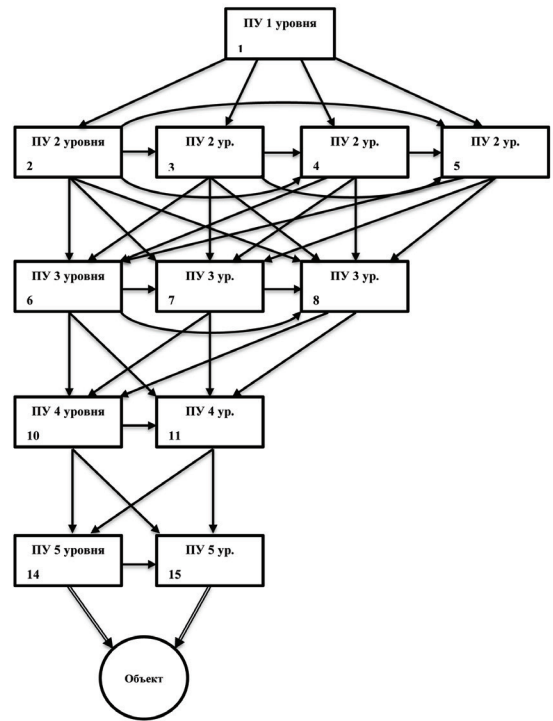 ПУ 1 уровня
1
ПУ 2 уровня
2
ПУ 2 ур.
3
ПУ 2 ур.
4
ПУ 2 ур.
5
ПУ 3 уровня
6
ПУ 3 ур.
7
ПУ 3 ур.
8
ПУ 4 уровня
10
ПУ 4 ур.
11
ПУ 5 уровня
14
ПУ 5 ур.
15
Объект